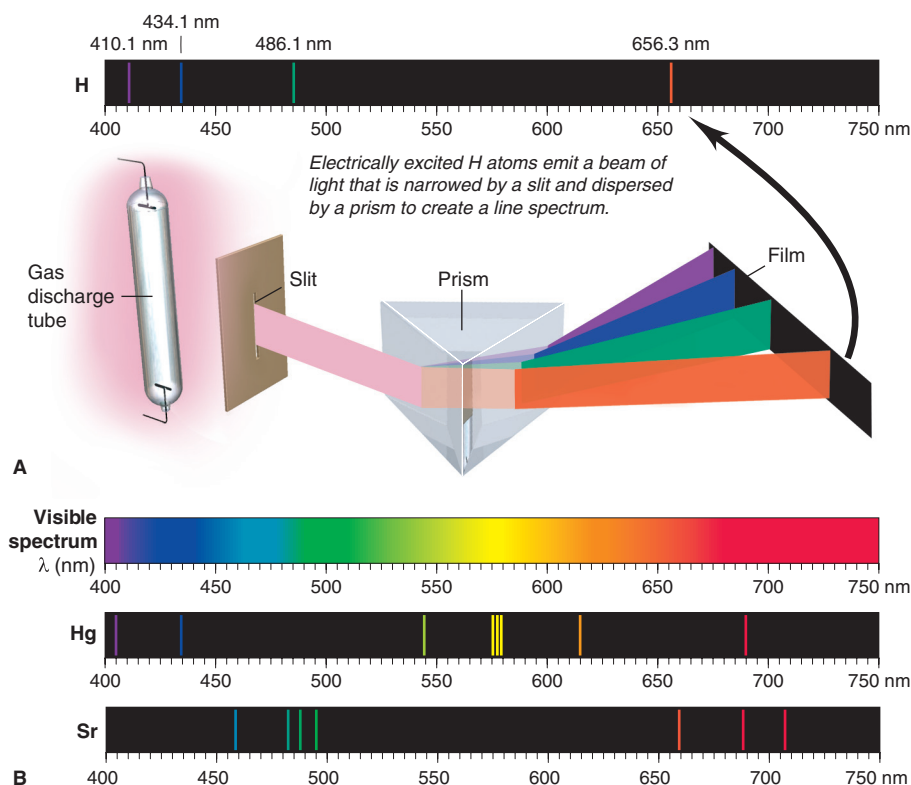 434.1 nm
410.1 nm
486.1 nm
656.3 nm
H
400 450 500 550 600 650 700 750 nm
Electrically excited H atoms emit a beam of
light that is narrowed by a slit and dispersed
by a prism to create a line spectrum.
Gas
discharge
tube
Slit
Prism
Film
A
Visible
spectrum
λ (nm)
400 450 500 550 600 650 700 750 nm
Hg
400 450 500 550 600 650 700 750 nm
Sr
400 450 500 550 600 650 700 750 nm
B